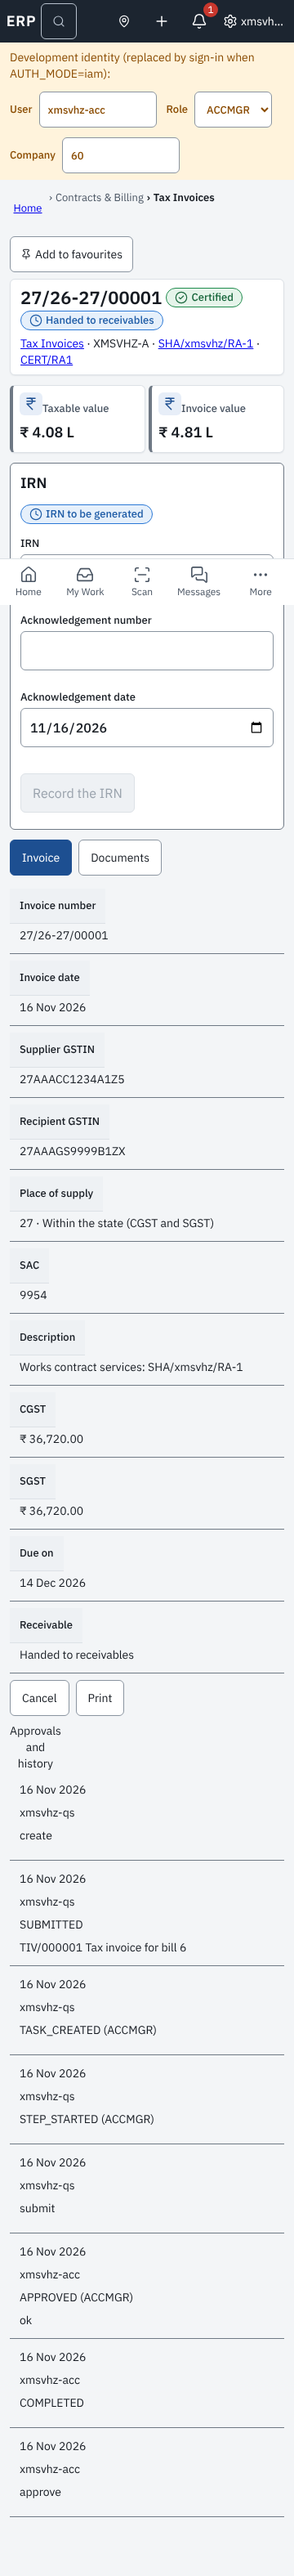 ERP
1
xmsvh...
Development identity (replaced by sign-in when
AUTH_MODE=iam):
User xmsvhz-acc Role ACCMGR
Company 60
Home › Contracts & Billing › Tax Invoices
Add to favourites
27/26-27/00001 Certified
Handed to receivables
Tax Invoices · XMSVHZ-A · SHA/xmsvhz/RA-1 ·
CERT/RA1
₹ Taxable value
₹ 4.08 L
₹ Invoice value
₹ 4.81 L
IRN
IRN to be generated
IRN
Home My Work Scan Messages More
Acknowledgement number
Acknowledgement date
11/16/2026
Record the IRN
Invoice Documents
Invoice number
27/26-27/00001
Invoice date
16 Nov 2026
Supplier GSTIN
27AAACC1234A1Z5
Recipient GSTIN
27AAAGS9999B1ZX
Place of supply
27 · Within the state (CGST and SGST)
SAC
9954
Description
Works contract services: SHA/xmsvhz/RA-1
CGST
₹ 36,720.00
SGST
₹ 36,720.00
Due on
14 Dec 2026
Receivable
Handed to receivables
Cancel Print
Approvals
and
history
16 Nov 2026
xmsvhz-qs
create
16 Nov 2026
xmsvhz-qs
SUBMITTED
TIV/000001 Tax invoice for bill 6
16 Nov 2026
xmsvhz-qs
TASK_CREATED (ACCMGR)
16 Nov 2026
xmsvhz-qs
STEP_STARTED (ACCMGR)
16 Nov 2026
xmsvhz-qs
submit
16 Nov 2026
xmsvhz-acc
APPROVED (ACCMGR)
ok
16 Nov 2026
xmsvhz-acc
COMPLETED
16 Nov 2026
xmsvhz-acc
approve